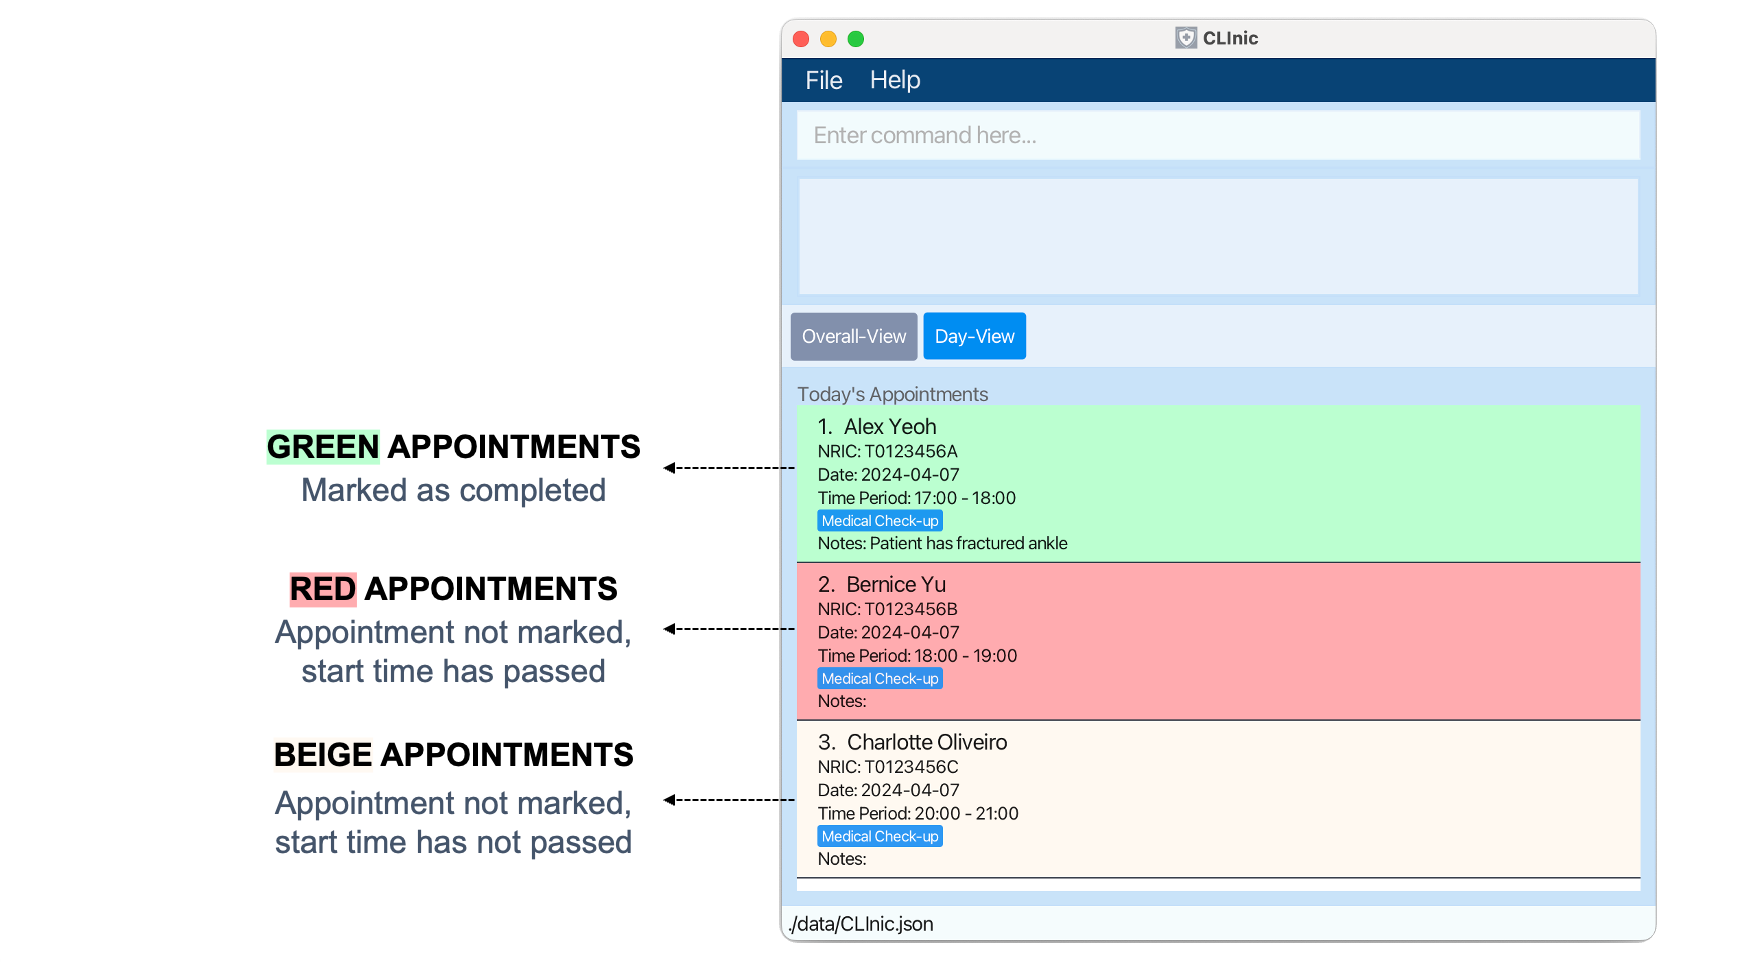 CLInic
File Help
Enter command here...
Overall-View Day-View
Today's Appointments
1. Alex Yeoh
NRIC: T0123456A
Date: 2024-04-07
Time Period: 17:00 - 18:00
Medical Check-up
Notes: Patient has fractured ankle
2. Bernice Yu
NRIC: T0123456B
Date: 2024-04-07
Time Period: 18:00 - 19:00
Medical Check-up
Notes:
3. Charlotte Oliveiro
NRIC: T0123456C
Date: 2024-04-07
Time Period: 20:00 - 21:00
Medical Check-up
Notes:
./data/CLInic.json
GREEN APPOINTMENTS
Marked as completed
RED APPOINTMENTS
Appointment not marked,
start time has passed
BEIGE APPOINTMENTS
Appointment not marked,
start time has not passed